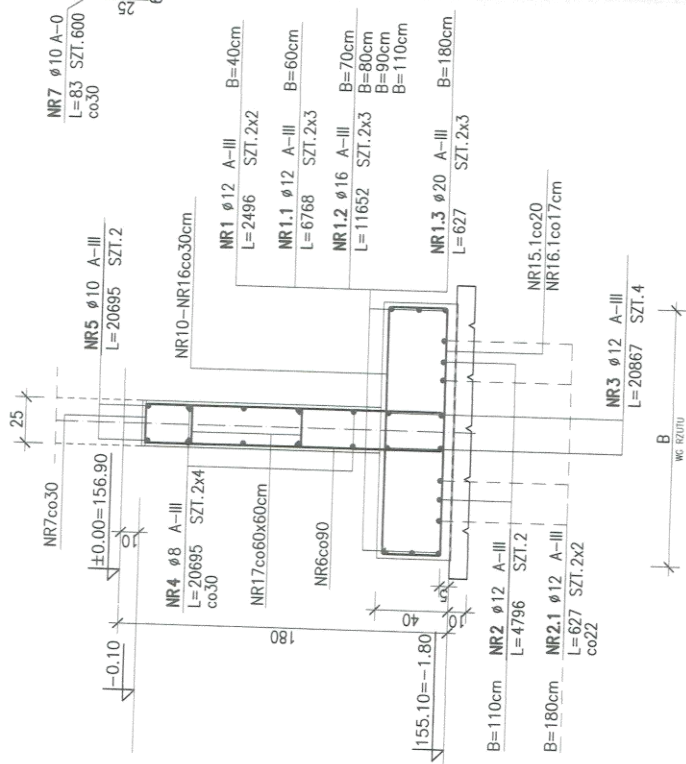 25
NR7 ø10 A-0
L=83 SZT.600
co30
25
NR7co30
NR5 ø10 A-III
L=20695 SZT.2
±0.00=156.90
-0.10
10
180
NR4 ø8 A-III
L=20695 SZT.2x4
co30
NR17co60x60cm
NR6co90
NR10-NR16co30cm
NR1 ø12 A-III B=40cm
L=2496 SZT.2x2
NR1.1 ø12 A-III B=60cm
L=6768 SZT.2x3
NR1.2 ø16 A-III B=70cm
L=11652 SZT.2x3 B=80cm
B=90cm
B=110cm
NR1.3 ø20 A-III B=180cm
L=627 SZT.2x3
40
5
10
155.10=-1.80
B=110cm NR2 ø12 A-III
L=4796 SZT.2
B=180cm NR2.1 ø12 A-III
L=627 SZT.2x2
co22
NR15.1co20
NR16.1co17cm
NR3 ø12 A-III
L=20867 SZT.4
B
WG RZUTU